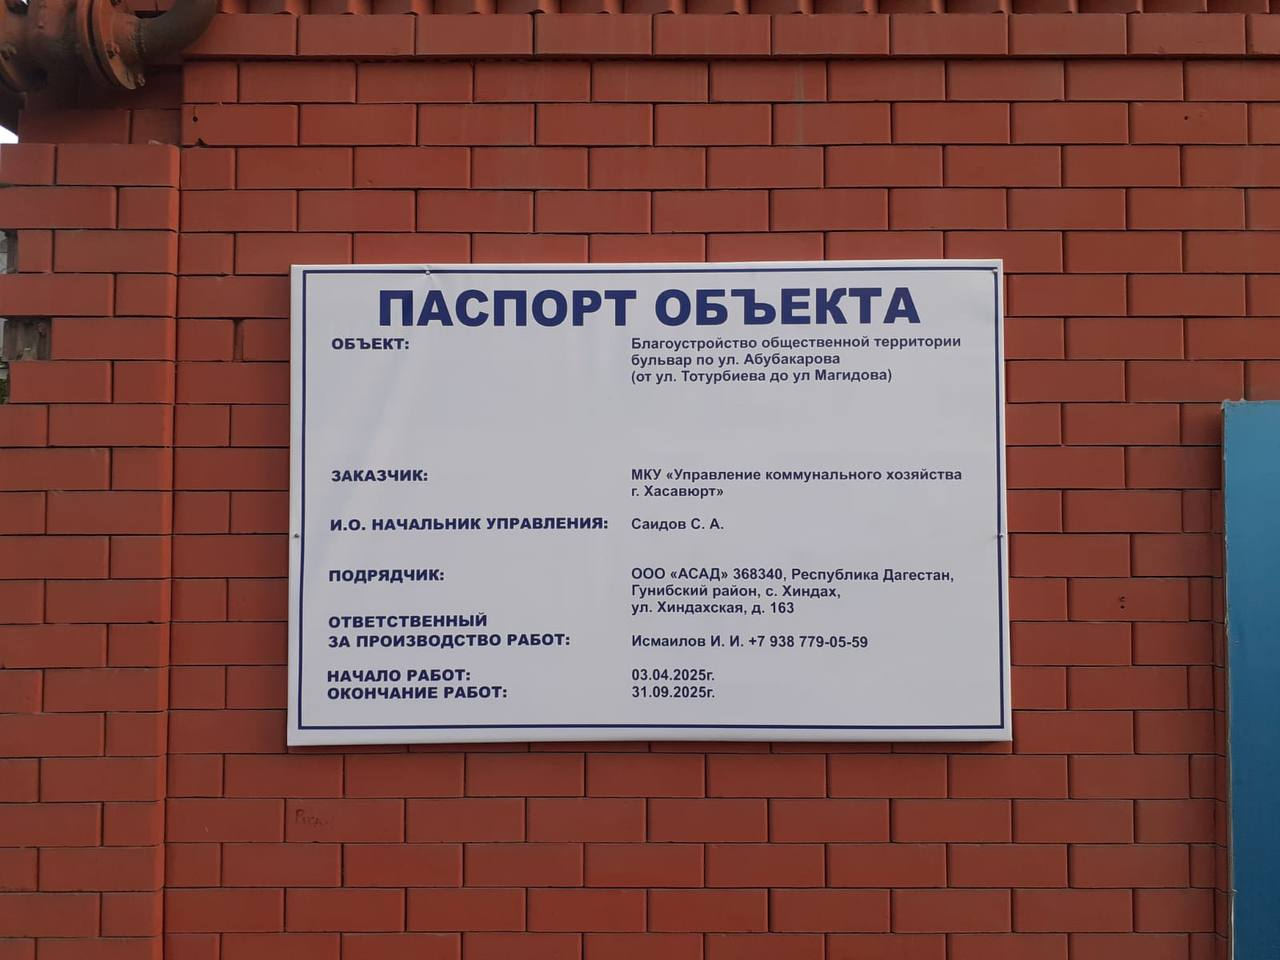 ПАСПОРТ ОБЪЕКТА
ОБЪЕКТ: Благоустройство общественной территории
бульвар по ул. Абубакарова
(от ул. Тотурбиева до ул Магидова)
ЗАКАЗЧИК: МКУ «Управление коммунального хозяйства
г. Хасавюрт»
И.О. НАЧАЛЬНИК УПРАВЛЕНИЯ: Саидов С. А.
ПОДРЯДЧИК: ООО «АСАД» 368340, Республика Дагестан,
Гунибский район, с. Хиндах,
ул. Хиндахская, д. 163
ОТВЕТСТВЕННЫЙ
ЗА ПРОИЗВОДСТВО РАБОТ: Исмаилов И. И. +7 938 779-05-59
НАЧАЛО РАБОТ: 03.04.2025г.
ОКОНЧАНИЕ РАБОТ: 31.09.2025г.